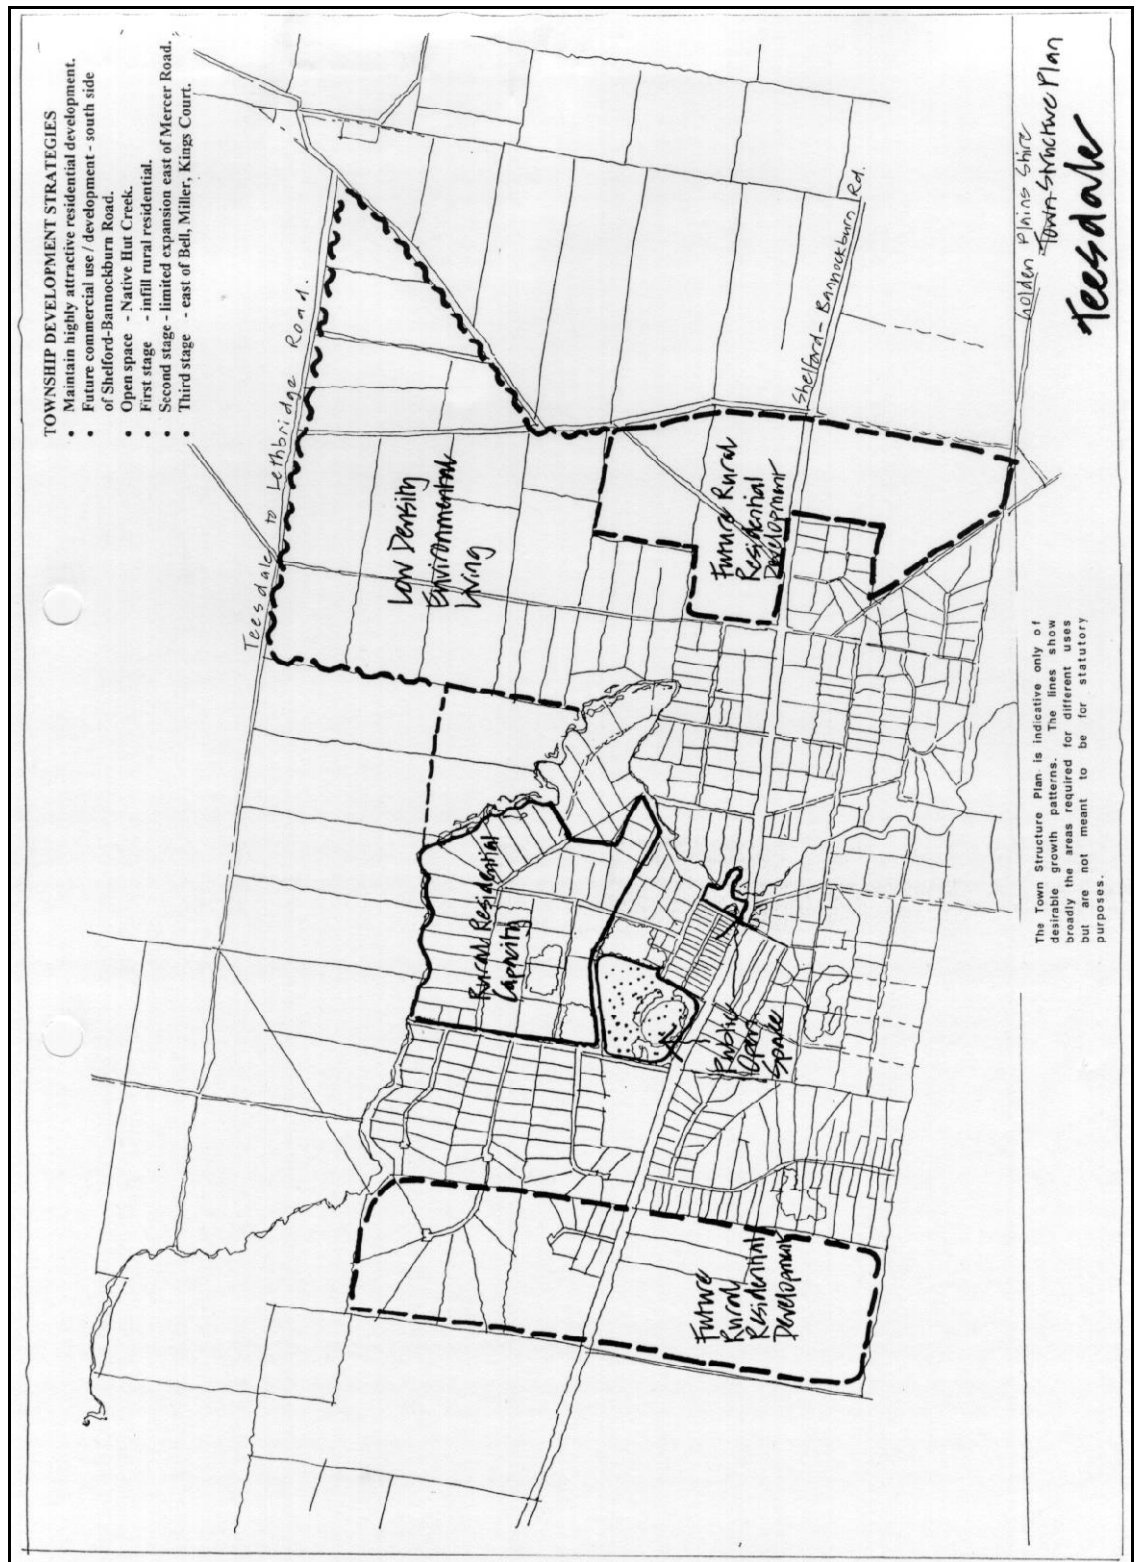 TOWNSHIP DEVELOPMENT STRATEGIES
• Maintain highly attractive residential development.
• Future commercial use / development - south side
of Shelford-Bannockburn Road.
• Open space - Native Hut Creek.
• First stage - infill rural residential.
• Second stage - limited expansion east of Mercer Road.
• Third stage - east of Bell, Miller, Kings Court.
Teesdale to Lethbridge Road.
Low Density
Environmental
Living
Rural Residential
Capacity
Future Rural
Residential
Development
Shelford - Bannockburn Rd.
Public
Open
Space
Future
Rural
Residential
Development
The Town Structure Plan is indicative only of
desirable growth patterns. The lines show
broadly the areas required for different uses
but are not meant to be for statutory
purposes.
Golden Plains Shire
Town Structure Plan
Teesdale